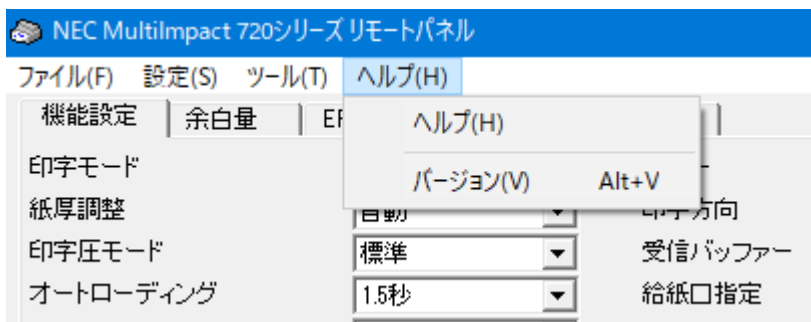 NEC MultiImpact 720シリーズ リモートパネル
ファイル(F) 設定(S) ツール(T) ヘルプ(H)
機能設定 余白量
ヘルプ(H)
バージョン(V) Alt+V
印字モード
紙厚調整 自動 印字方向
印字圧モード 標準 受信バッファー
オートローディング 1.5秒 給紙口指定